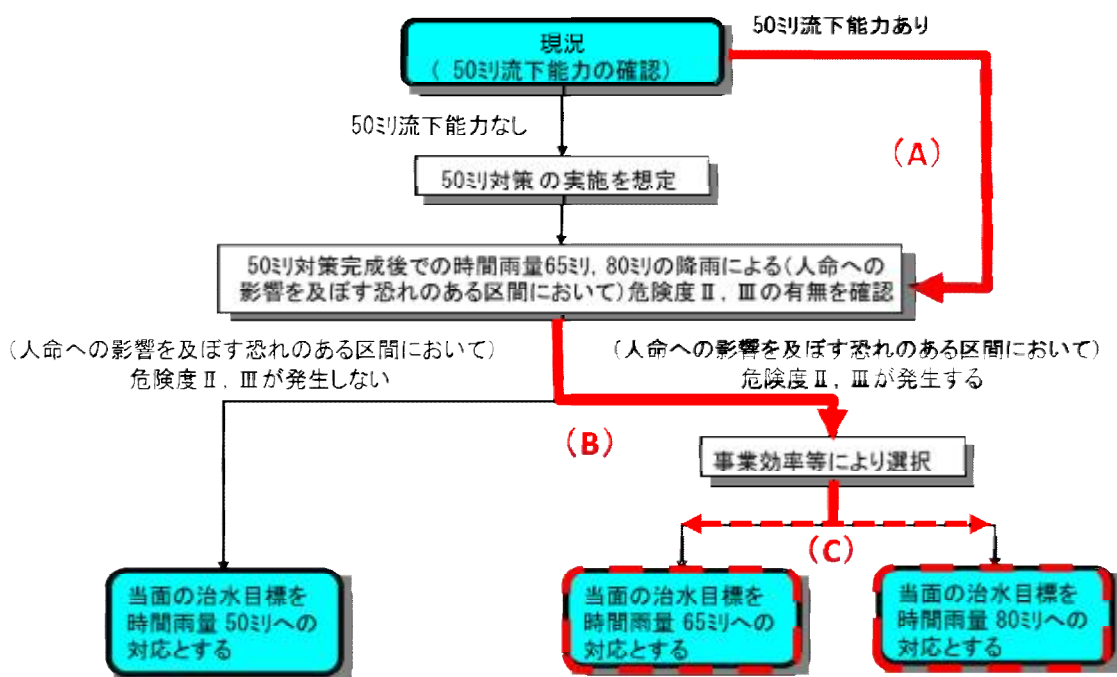 50ミリ流下能力あり
現況
( 50ミリ流下能力の確認)
50ミリ流下能力なし
(A)
50ミリ対策 の実施を想定
50ミリ対策完成後での時間雨量65ミリ, 80ミリの降雨による(人命への
影響を及ぼす恐れのある区間において)危険度Ⅱ, Ⅲの有無を確認
(人命への影響を及ぼす恐れのある区間において)
危険度Ⅱ, Ⅲが発生しない
(人命への影響を及ぼす恐れのある区間において)
危険度Ⅱ, Ⅲが発生する
(B)
事業効率等により選択
(C)
当面の治水目標を
時間雨量 50ミリへの
対応とする
当面の治水目標を
時間雨量 65ミリへの
対応とする
当面の治水目標を
時間雨量 80ミリへの
対応とする